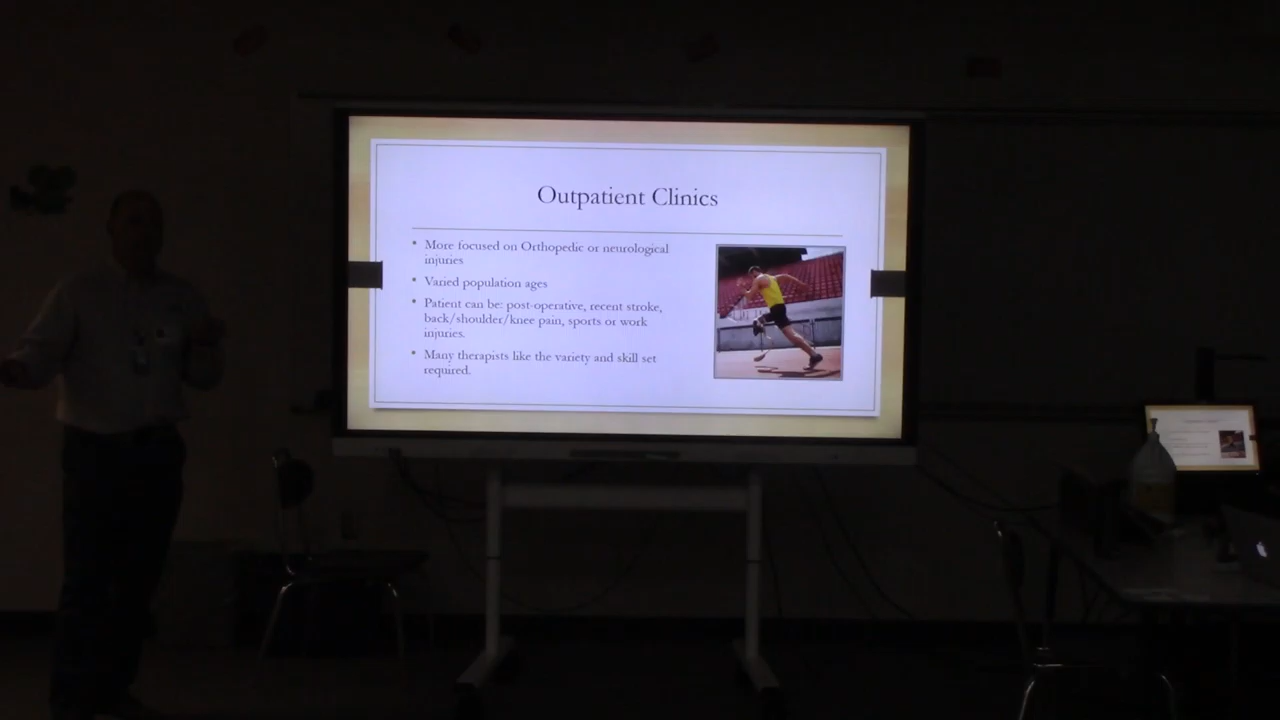 Outpatient Clinics
• More focused on Orthopedic or neurological
injuries
• Varied population ages
• Patient can be: post-operative, recent stroke,
back/shoulder/knee pain, sports or work
injuries.
• Many therapists like the variety and skill set
required.